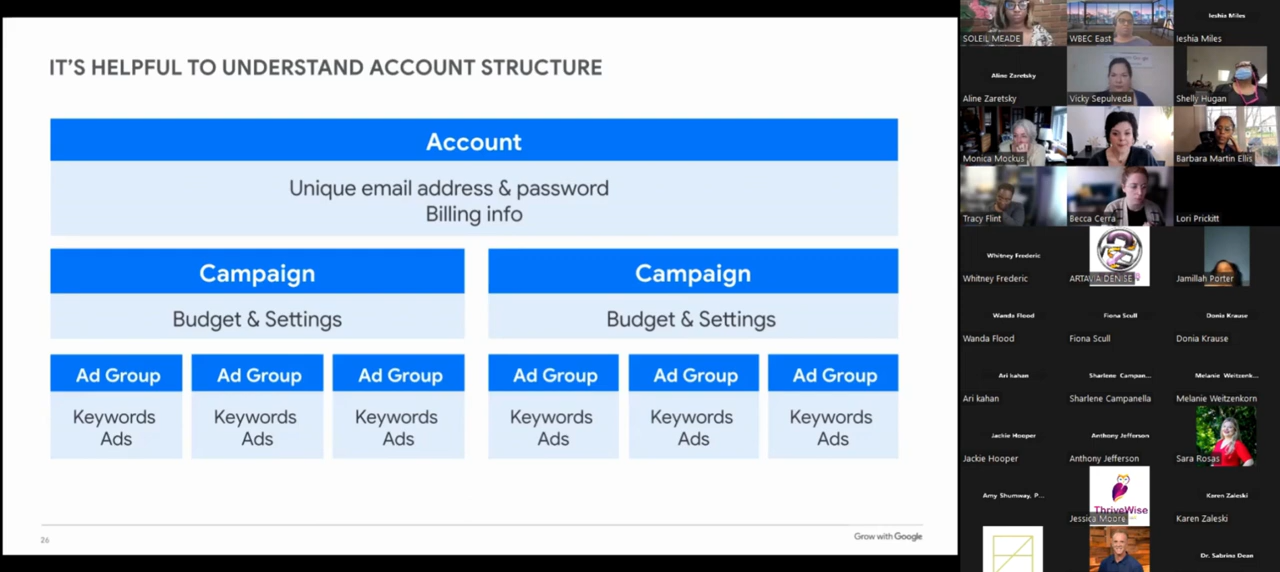 IT'S HELPFUL TO UNDERSTAND ACCOUNT STRUCTURE
Account
Unique email address & password
Billing info
Campaign
Budget & Settings
Campaign
Budget & Settings
Ad Group
Keywords
Ads
Ad Group
Keywords
Ads
Ad Group
Keywords
Ads
Ad Group
Keywords
Ads
Ad Group
Keywords
Ads
Ad Group
Keywords
Ads
26
Grow with Google
SOLEIL MEADE
WBEC East
Ieshia Miles
Ieshia Miles
Aline Zaretsky
Aline Zaretsky
Vicky Sepulveda
Shelly Hugan
Monica Mockus
Barbara Martin Ellis
Tracy Flint
Becca Cerra
Lori Prickitt
Whitney Frederic
Whitney Frederic
ARTAVIA DENISE
Jamillah Porter
Wanda Flood
Wanda Flood
Fiona Scull
Fiona Scull
Donia Krause
Donia Krause
Ari kahan
Ari kahan
Sharlene Campan...
Sharlene Campanella
Melanie Weitzenk...
Melanie Weitzenkorn
Jackie Hooper
Jackie Hooper
Anthony Jefferson
Anthony Jefferson
Sara Rosas
Amy Shumway, P...
ThriveWise
Jessica Moore
Karen Zaleski
Karen Zaleski
Dr. Sabrina Dean